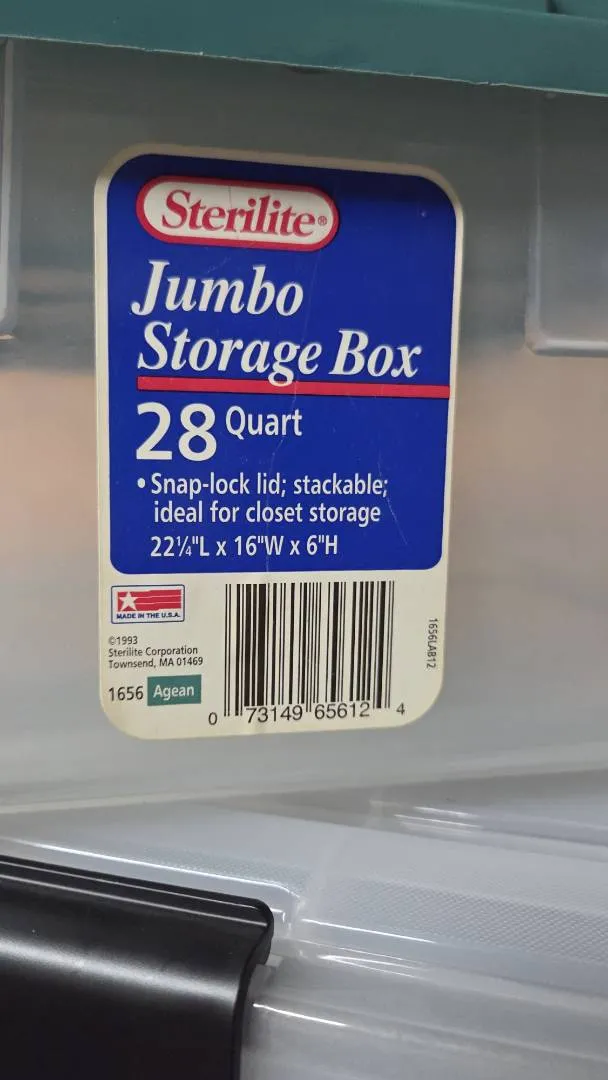 Sterilite®
Jumbo
Storage Box
28 Quart
• Snap-lock lid; stackable;
ideal for closet storage
22¼"L x 16"W x 6"H
MADE IN THE U.S.A.
©1993
Sterilite Corporation
Townsend, MA 01469
1656 Agean
0 73149 65612 4
1656LAB12